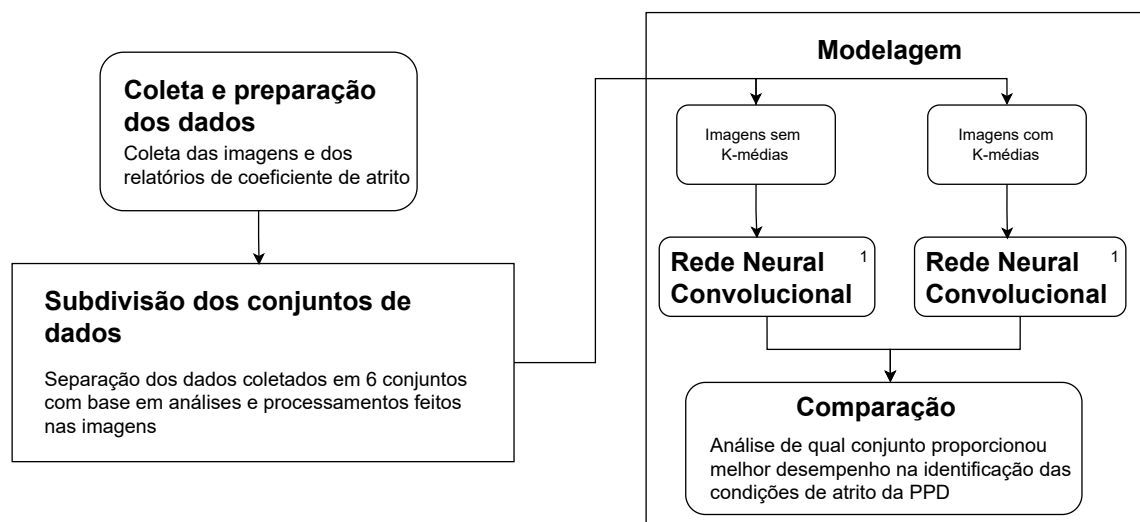 Coleta e preparação
dos dados
Coleta das imagens e dos
relatórios de coeficiente de atrito
Subdivisão dos conjuntos de
dados
Separação dos dados coletados em 6 conjuntos
com base em análises e processamentos feitos
nas imagens
Modelagem
Imagens sem
K-médias
Imagens com
K-médias
Rede Neural 1
Convolucional
Rede Neural 1
Convolucional
Comparação
Análise de qual conjunto proporcionou
melhor desempenho na identificação das
condições de atrito da PPD